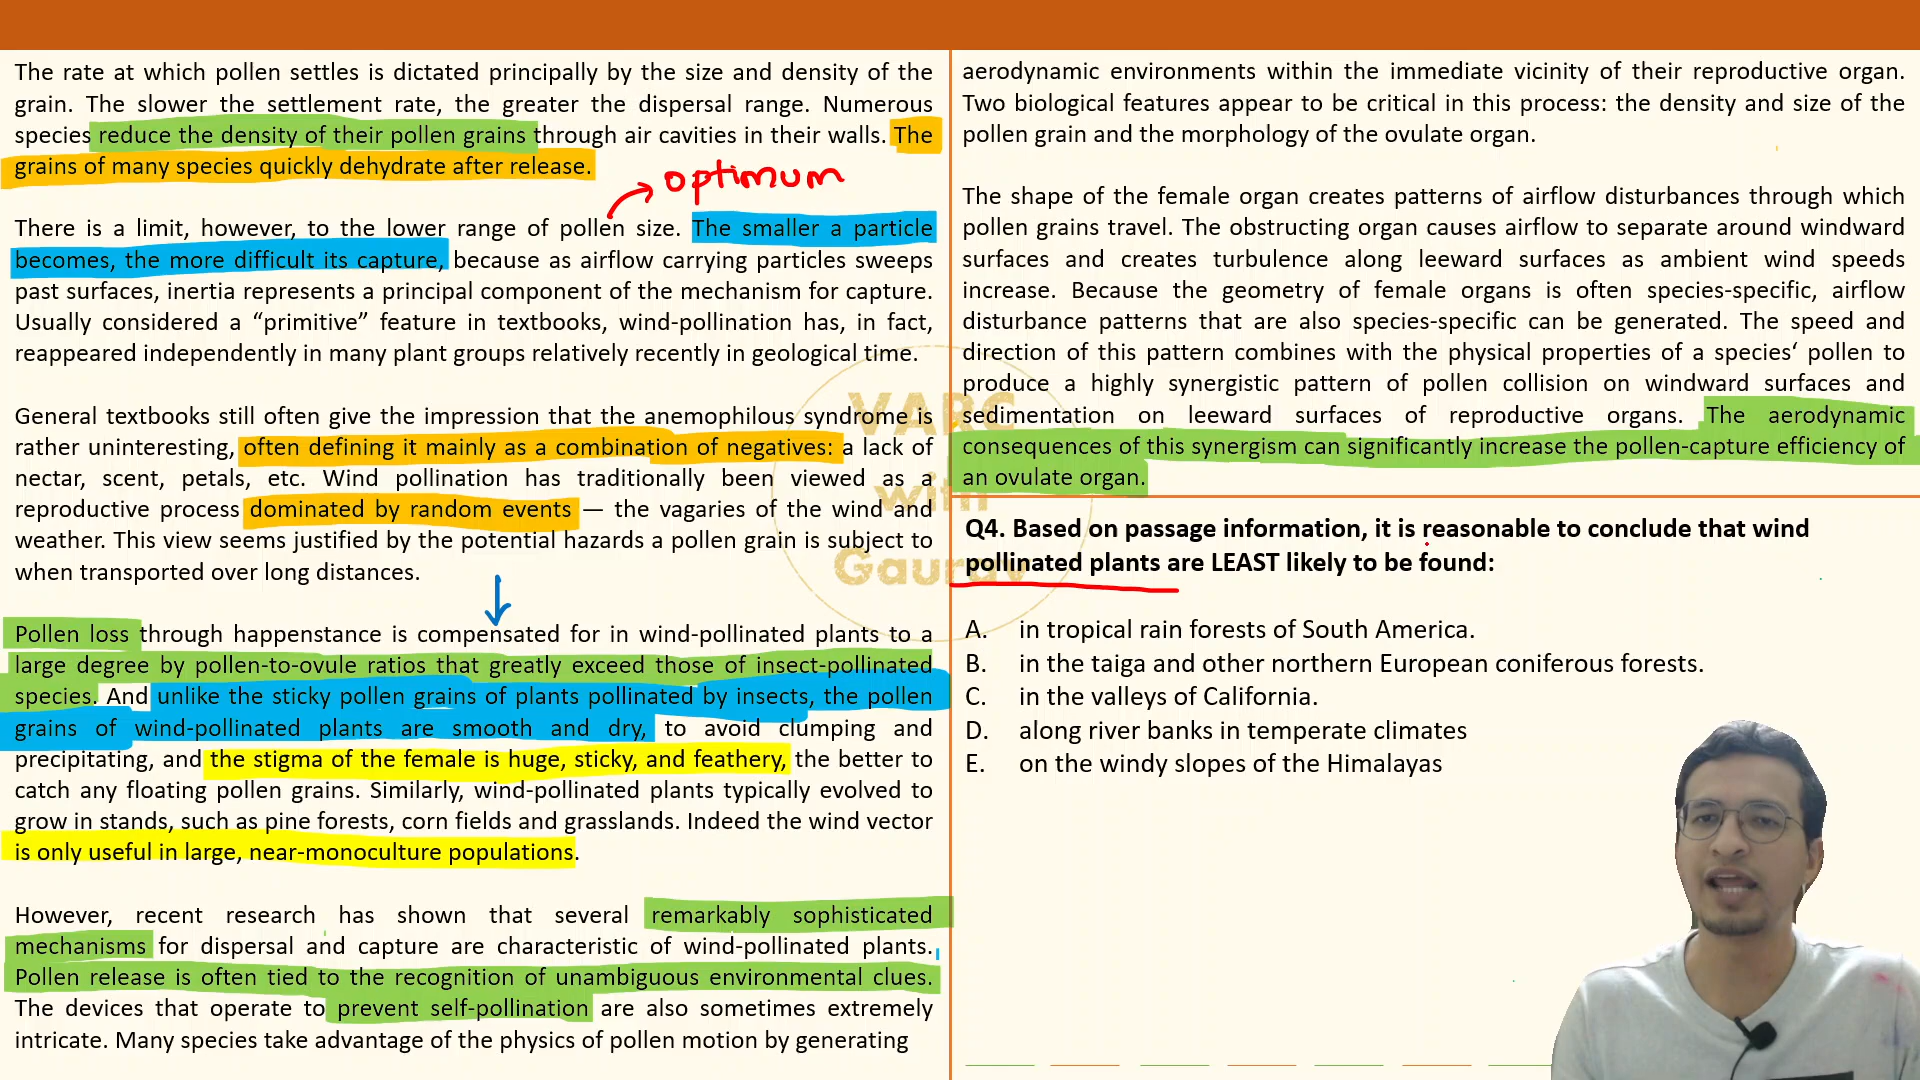 The rate at which pollen settles is dictated principally by the size and density of the
grain. The slower the settlement rate, the greater the dispersal range. Numerous
species reduce the density of their pollen grains through air cavities in their walls. The
grains of many species quickly dehydrate after release.
optimum
There is a limit, however, to the lower range of pollen size. The smaller a particle
becomes, the more difficult its capture, because as airflow carrying particles sweeps
past surfaces, inertia represents a principal component of the mechanism for capture.
Usually considered a “primitive” feature in textbooks, wind-pollination has, in fact,
reappeared independently in many plant groups relatively recently in geological time.
General textbooks still often give the impression that the anemophilous syndrome is
rather uninteresting, often defining it mainly as a combination of negatives: a lack of
nectar, scent, petals, etc. Wind pollination has traditionally been viewed as a
reproductive process dominated by random events — the vagaries of the wind and
weather. This view seems justified by the potential hazards a pollen grain is subject to
when transported over long distances.
Pollen loss through happenstance is compensated for in wind-pollinated plants to a
large degree by pollen-to-ovule ratios that greatly exceed those of insect-pollinated
species. And unlike the sticky pollen grains of plants pollinated by insects, the pollen
grains of wind-pollinated plants are smooth and dry, to avoid clumping and
precipitating, and the stigma of the female is huge, sticky, and feathery, the better to
catch any floating pollen grains. Similarly, wind-pollinated plants typically evolved to
grow in stands, such as pine forests, corn fields and grasslands. Indeed the wind vector
is only useful in large, near-monoculture populations.
However, recent research has shown that several remarkably sophisticated
mechanisms for dispersal and capture are characteristic of wind-pollinated plants.
Pollen release is often tied to the recognition of unambiguous environmental clues.
The devices that operate to prevent self-pollination are also sometimes extremely
intricate. Many species take advantage of the physics of pollen motion by generating
aerodynamic environments within the immediate vicinity of their reproductive organ.
Two biological features appear to be critical in this process: the density and size of the
pollen grain and the morphology of the ovulate organ.
The shape of the female organ creates patterns of airflow disturbances through which
pollen grains travel. The obstructing organ causes airflow to separate around windward
surfaces and creates turbulence along leeward surfaces as ambient wind speeds
increase. Because the geometry of female organs is often species-specific, airflow
disturbance patterns that are also species-specific can be generated. The speed and
direction of this pattern combines with the physical properties of a species‘ pollen to
produce a highly synergistic pattern of pollen collision on windward surfaces and
sedimentation on leeward surfaces of reproductive organs. The aerodynamic
consequences of this synergism can significantly increase the pollen-capture efficiency of
an ovulate organ.
VARC
with
Gaurav
Q4. Based on passage information, it is reasonable to conclude that wind
pollinated plants are LEAST likely to be found:
A. in tropical rain forests of South America.
B. in the taiga and other northern European coniferous forests.
C. in the valleys of California.
D. along river banks in temperate climates
E. on the windy slopes of the Himalayas